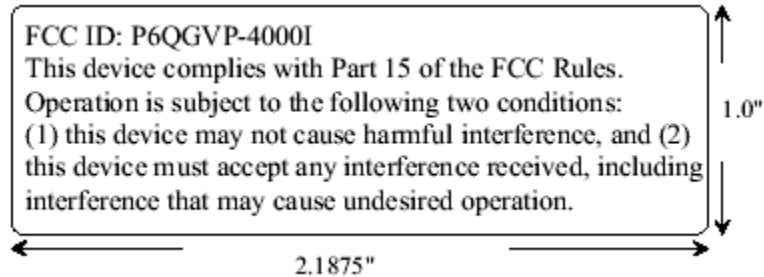 FCC ID: P6QGVP-4000I
This device complies with Part 15 of the FCC Rules.
Operation is subject to the following two conditions:
(1) this device may not cause harmful interference, and (2)
this device must accept any interference received, including
interference that may cause undesired operation.
1.0"
2.1875"